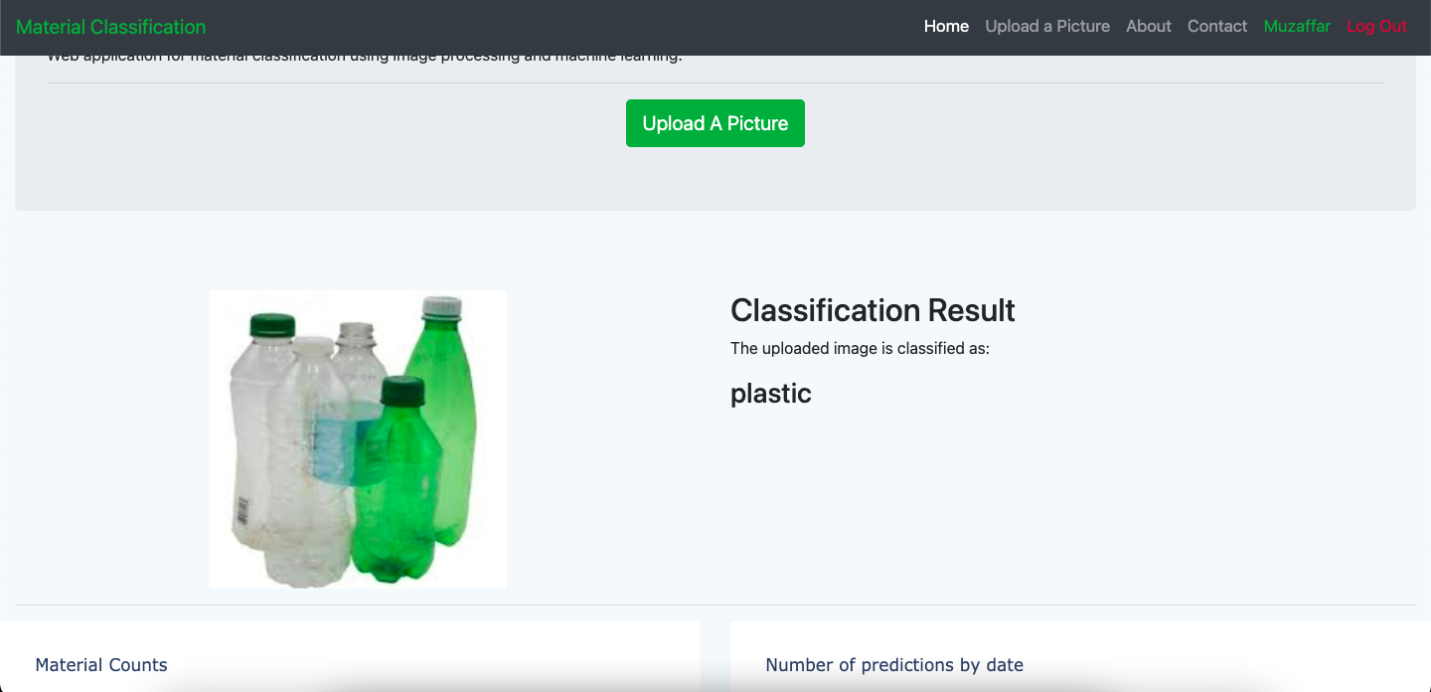 Material Classification
Home Upload a Picture About Contact Muzaffar Log Out
Web application for material classification using image processing and machine learning.
Upload A Picture
Classification Result
The uploaded image is classified as:
plastic
Material Counts
Number of predictions by date